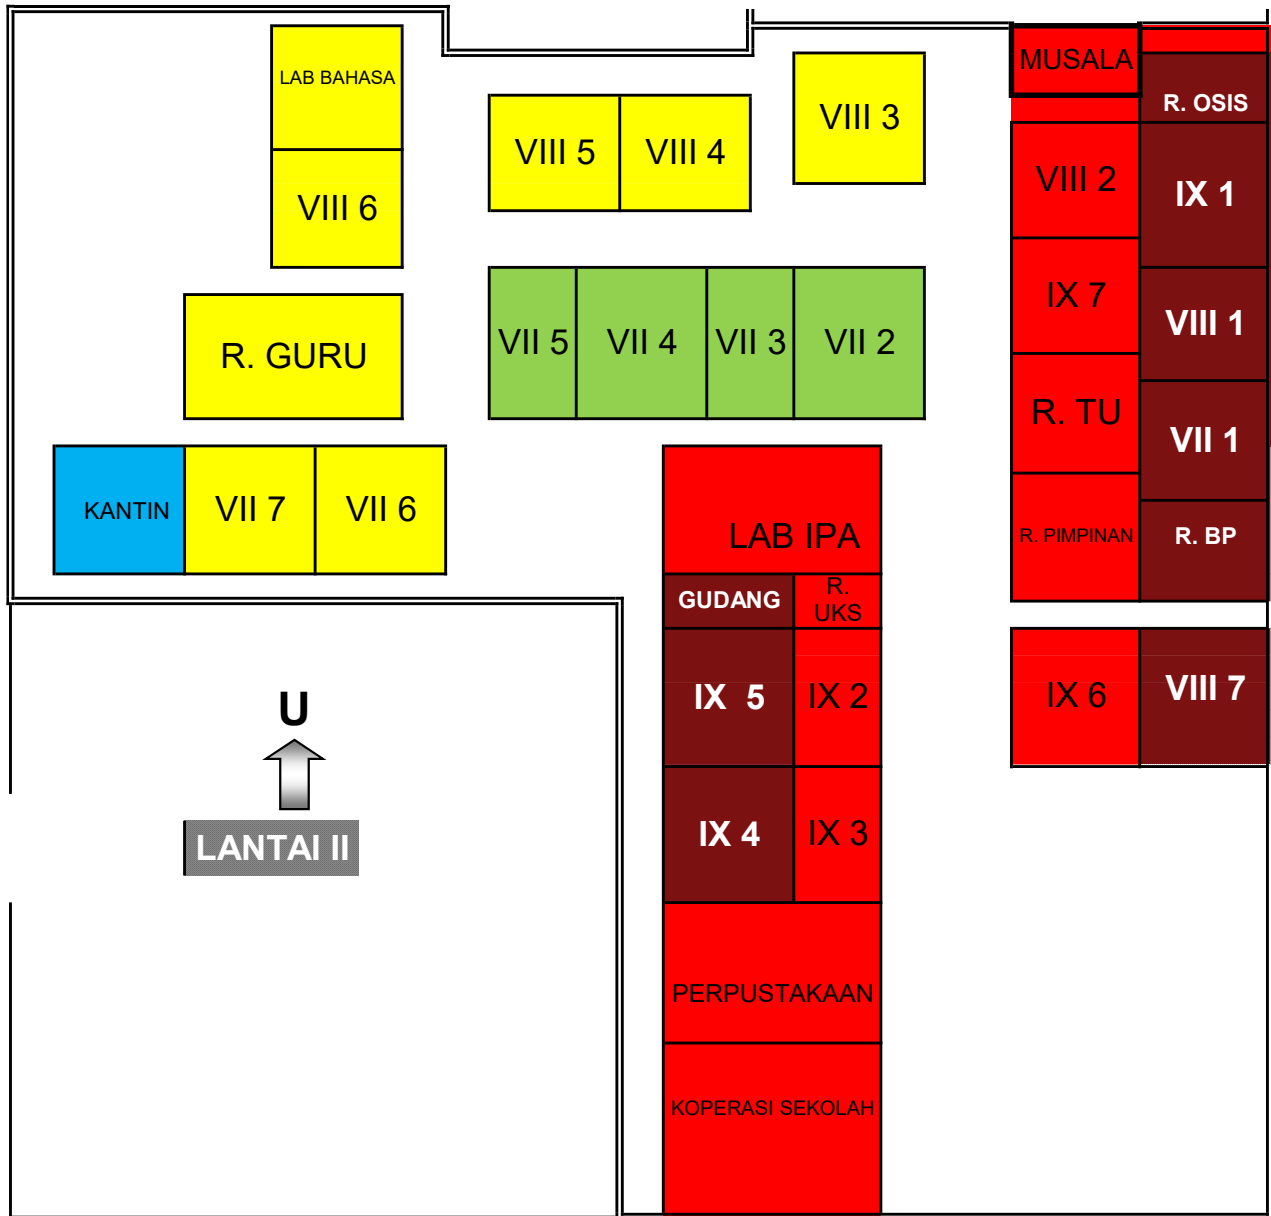 LAB BAHASA
VIII 6
VIII 5
VIII 4
VIII 3
MUSALA
R. OSIS
VIII 2
IX 1
IX 7
VIII 1
R. TU
VII 1
R. PIMPINAN
R. BP
R. GURU
VII 5
VII 4
VII 3
VII 2
KANTIN
VII 7
VII 6
LAB IPA
GUDANG
R.
UKS
IX 5
IX 2
IX 6
VIII 7
U
LANTAI II
IX 4
IX 3
PERPUSTAKAAN
KOPERASI SEKOLAH